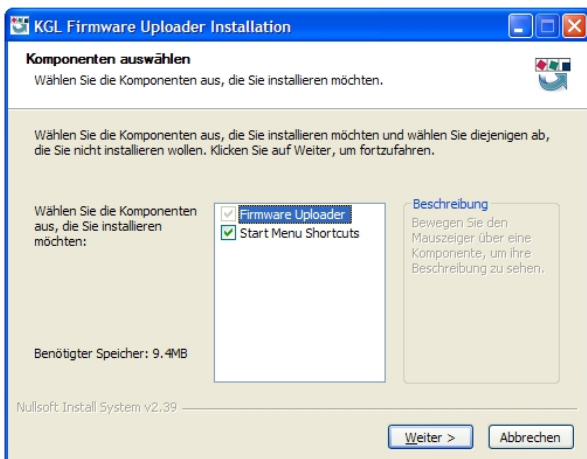 KGL Firmware Uploader Installation
Komponenten auswählen
Wählen Sie die Komponenten aus, die Sie installieren möchten.
Wählen Sie die Komponenten aus, die Sie installieren möchten und wählen Sie diejenigen ab,
die Sie nicht installieren wollen. Klicken Sie auf Weiter, um fortzufahren.
Wählen Sie die Komponenten
aus, die Sie installieren
möchten:
Firmware Uploader
Start Menu Shortcuts
Beschreibung
Bewegen Sie den
Mauszeiger über eine
Komponente, um ihre
Beschreibung zu sehen.
Benötigter Speicher: 9.4MB
Nullsoft Install System v2.39
Weiter >
Abbrechen